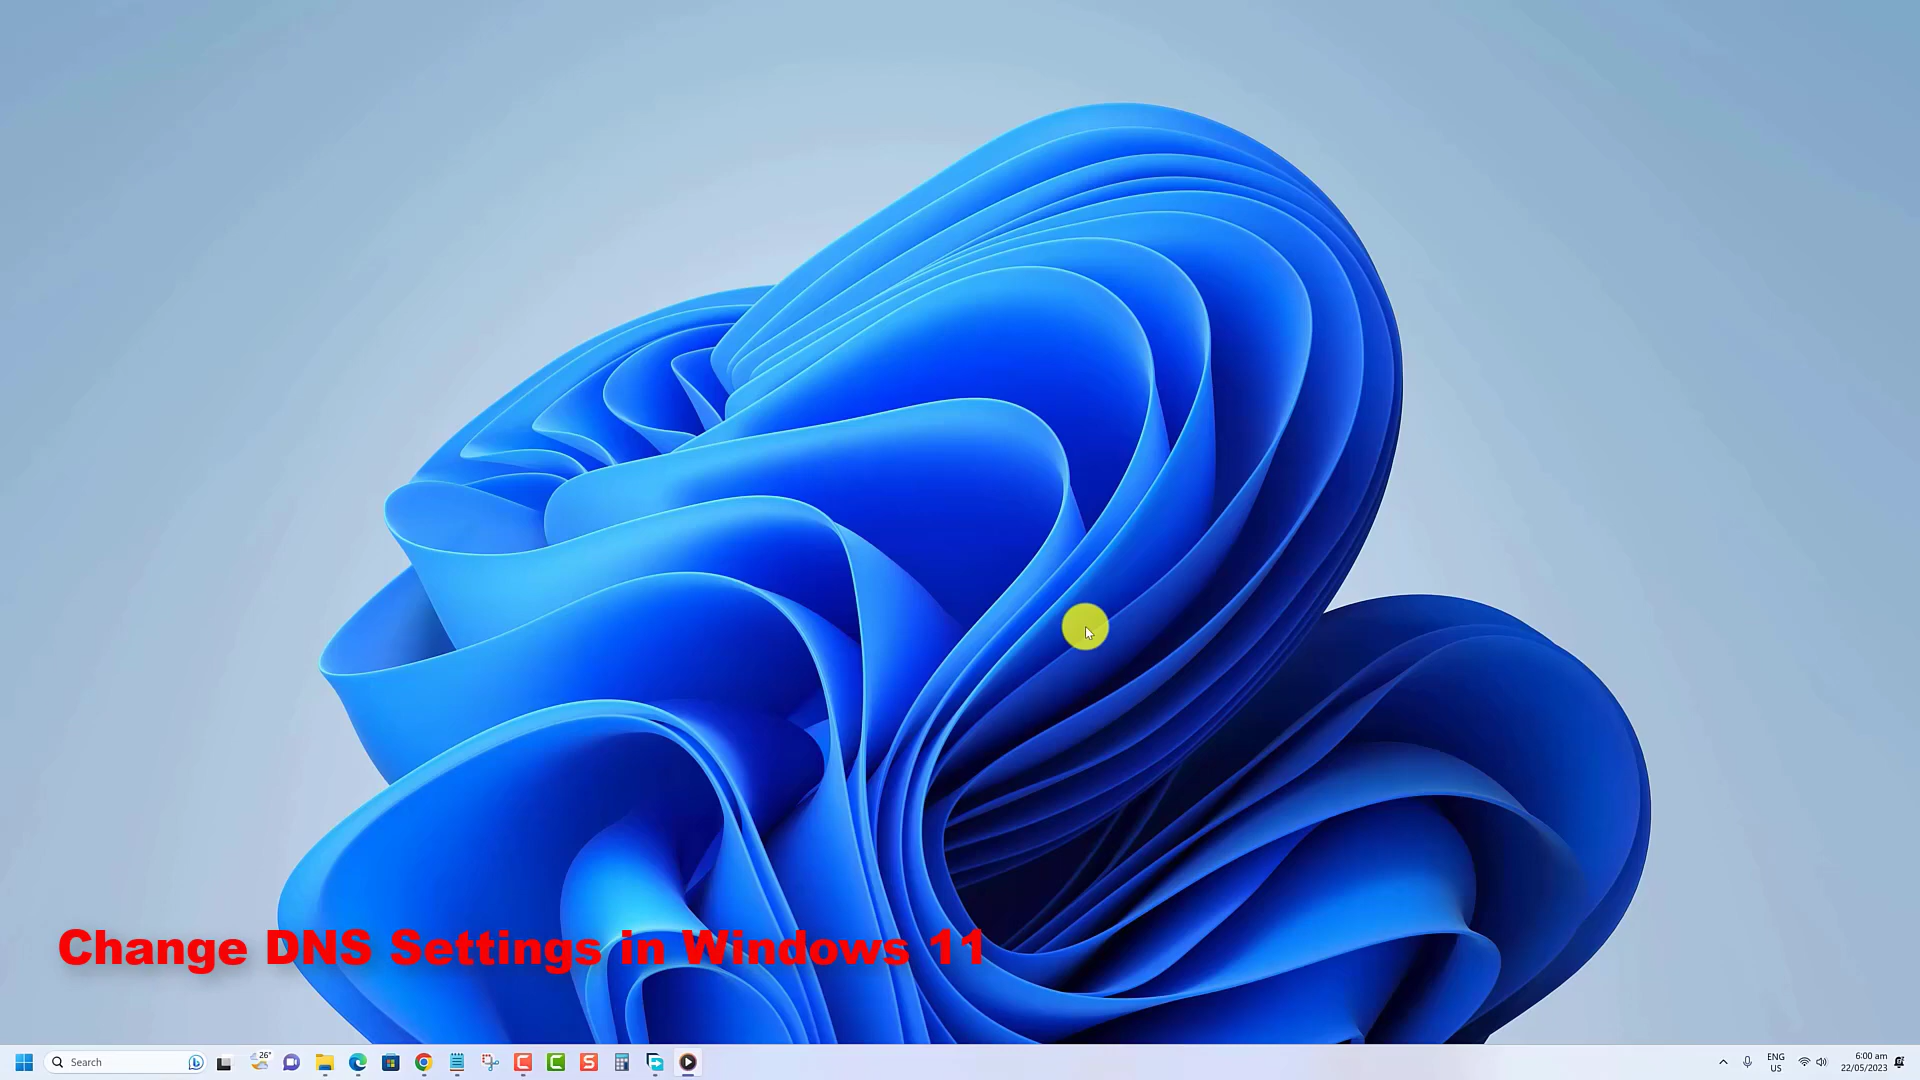 Change DNS Settings in Windows 11
Search
26°
ENG
US
6:00 am
22/05/2023